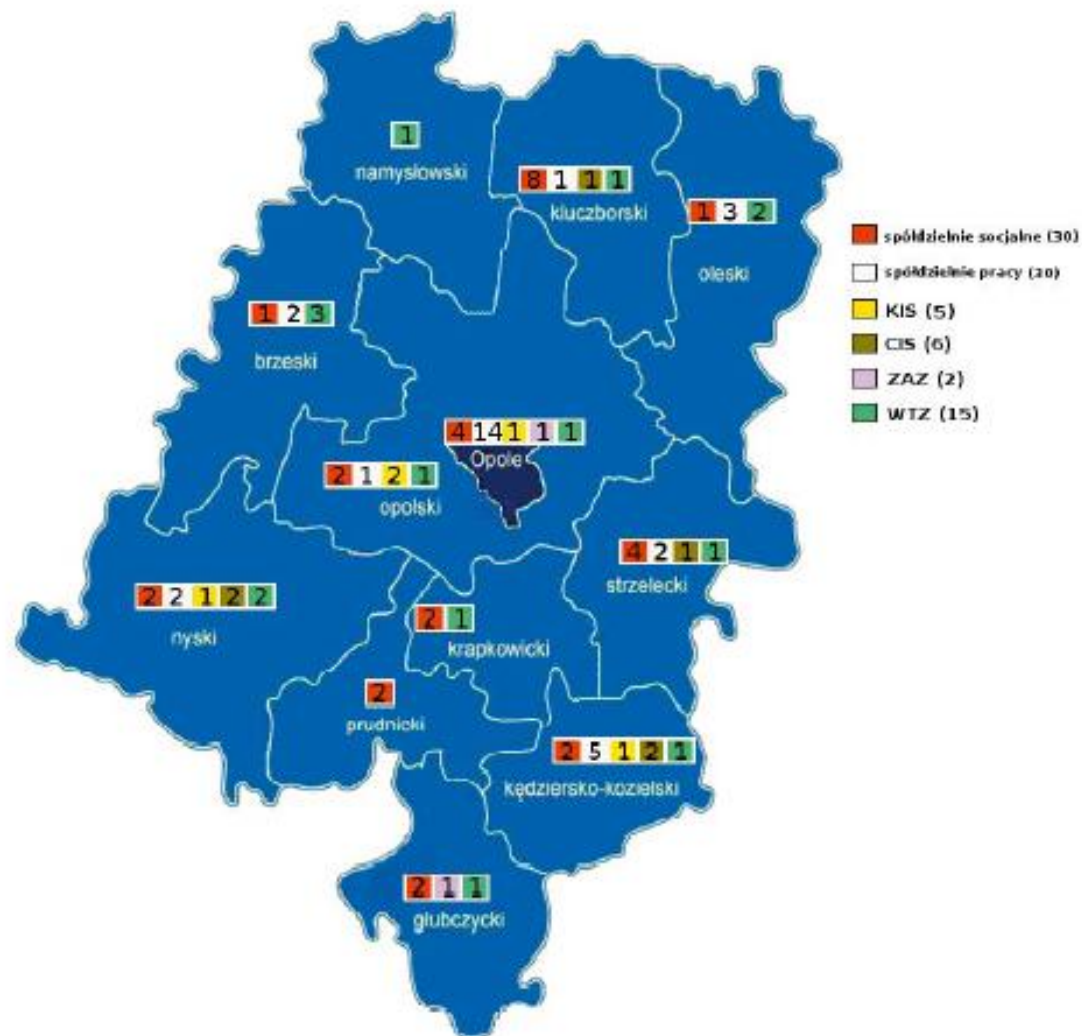 1
namysłowski
8 1 1 1
kluczborski
1 3 2
oleski
1 2 3
brzeski
4 14 1 1 1
Opole
2 1 2 1
opolski
4 2 1 1
strzelecki
2 2 1 2 2
nyski
2 1
krapkowicki
2
prudnicki
2 5 1 2 1
kędziersko-kozielski
2 1 1
głubczycki
spółdzielnie socjalne (30)
spółdzielnie pracy (30)
KIS (5)
CIS (6)
ZAZ (2)
WTZ (15)